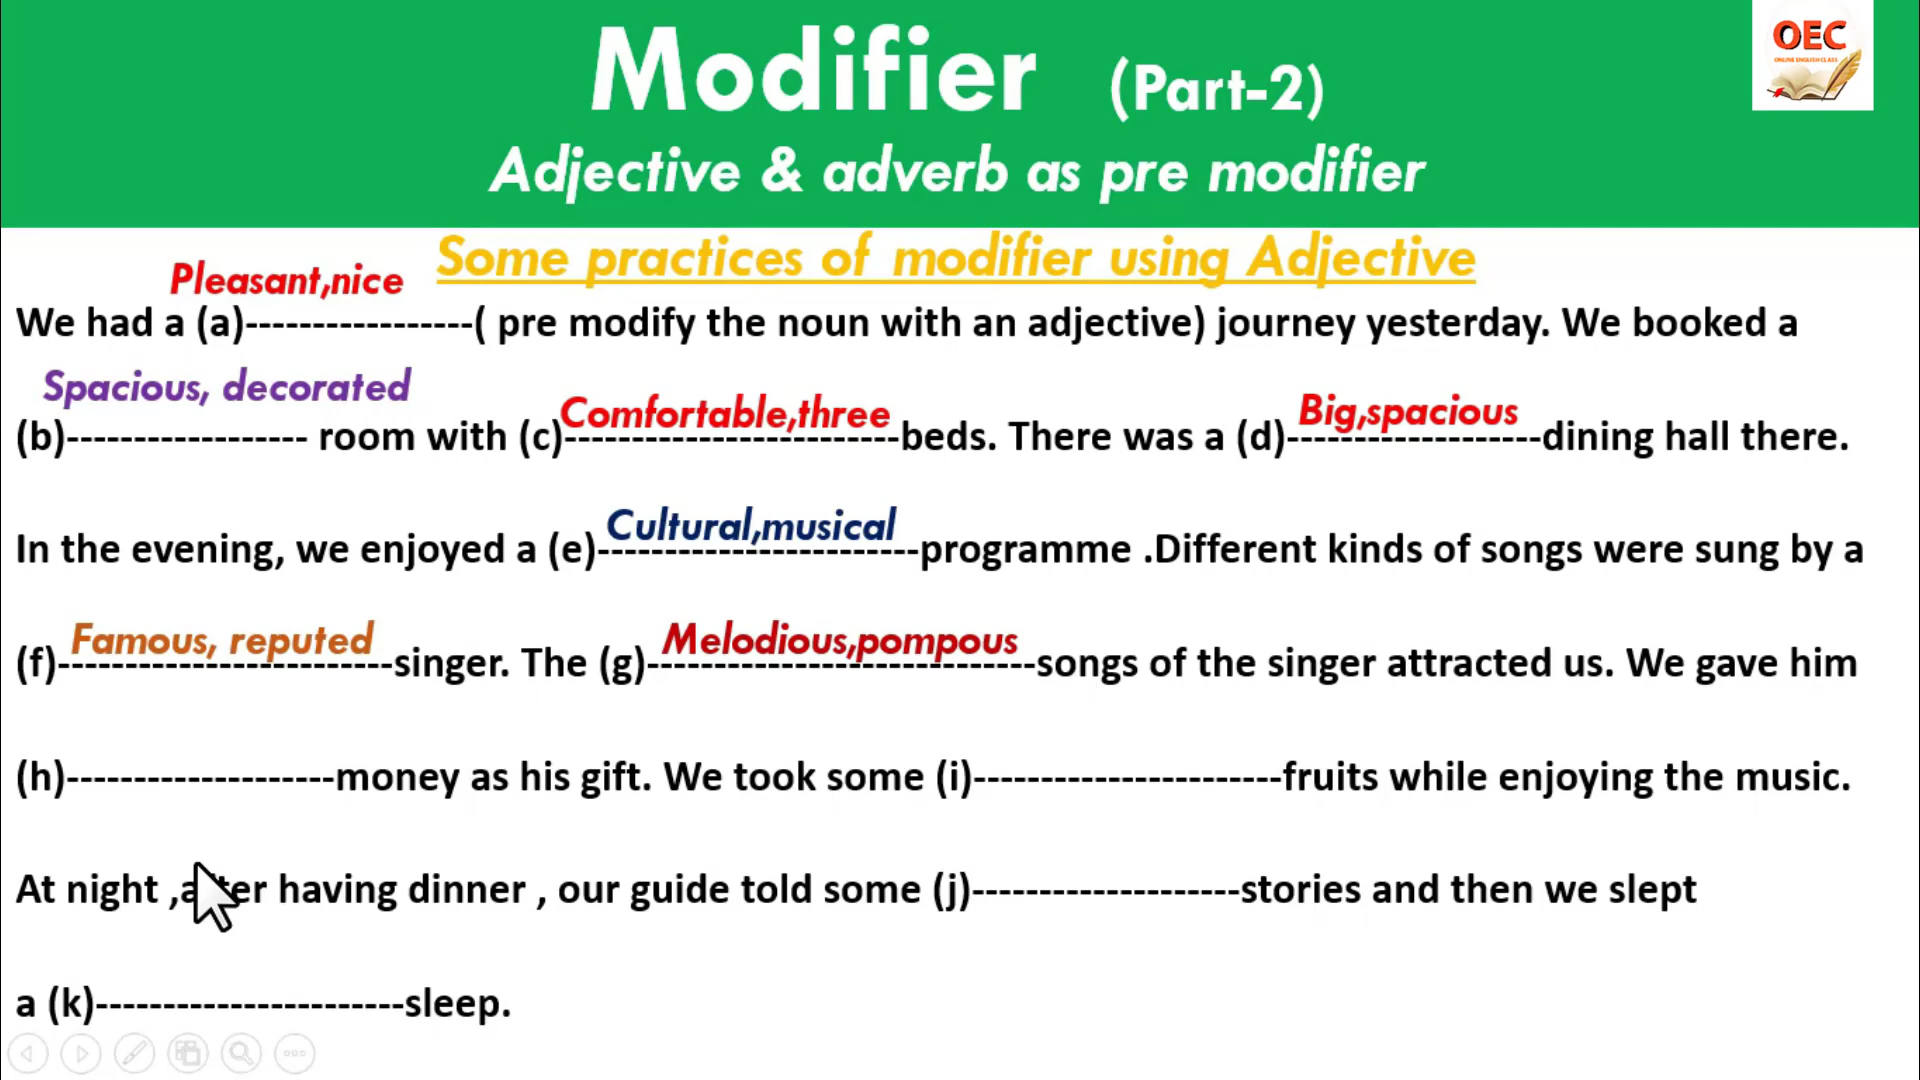 Modifier (Part-2)
OEC
ONLINE ENGLISH CLASS
Adjective & adverb as pre modifier
Some practices of modifier using Adjective
Pleasant,nice
We had a (a)-----------------( pre modify the noun with an adjective) journey yesterday. We booked a
Spacious, decorated
Comfortable,three
Big,spacious
(b)------------------ room with (c)-------------------------beds. There was a (d)-------------------dining hall there.
Cultural,musical
In the evening, we enjoyed a (e)------------------------programme .Different kinds of songs were sung by a
Famous, reputed
Melodious,pompous
(f)-------------------------singer. The (g)-----------------------------songs of the singer attracted us. We gave him
(h)--------------------money as his gift. We took some (i)-----------------------fruits while enjoying the music.
At night ,after having dinner , our guide told some (j)--------------------stories and then we slept
a (k)-----------------------sleep.